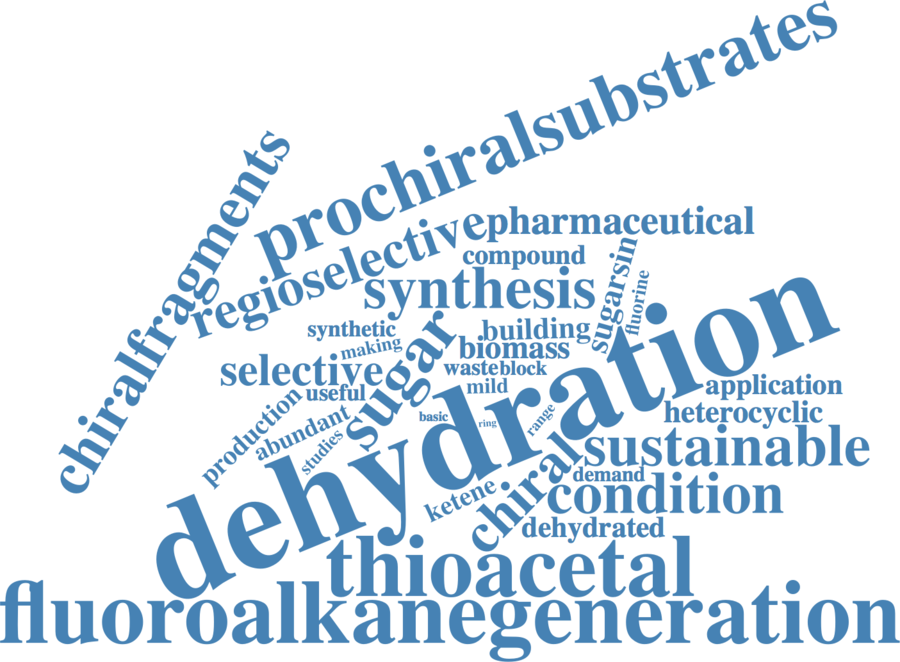 prochiralsubstrates
chiralfragments
regioselective
pharmaceutical
compound
synthesis
sugarsin
fluorine
synthetic
building
making
biomass
selective
sugar
wasteblock
dehydration
mild
useful
application
production
abundant
basic
ring
range
heterocyclic
studies
sustainable
chiral
demand
ketene
condition
dehydrated
thioacetal
fluoroalkanegeneration